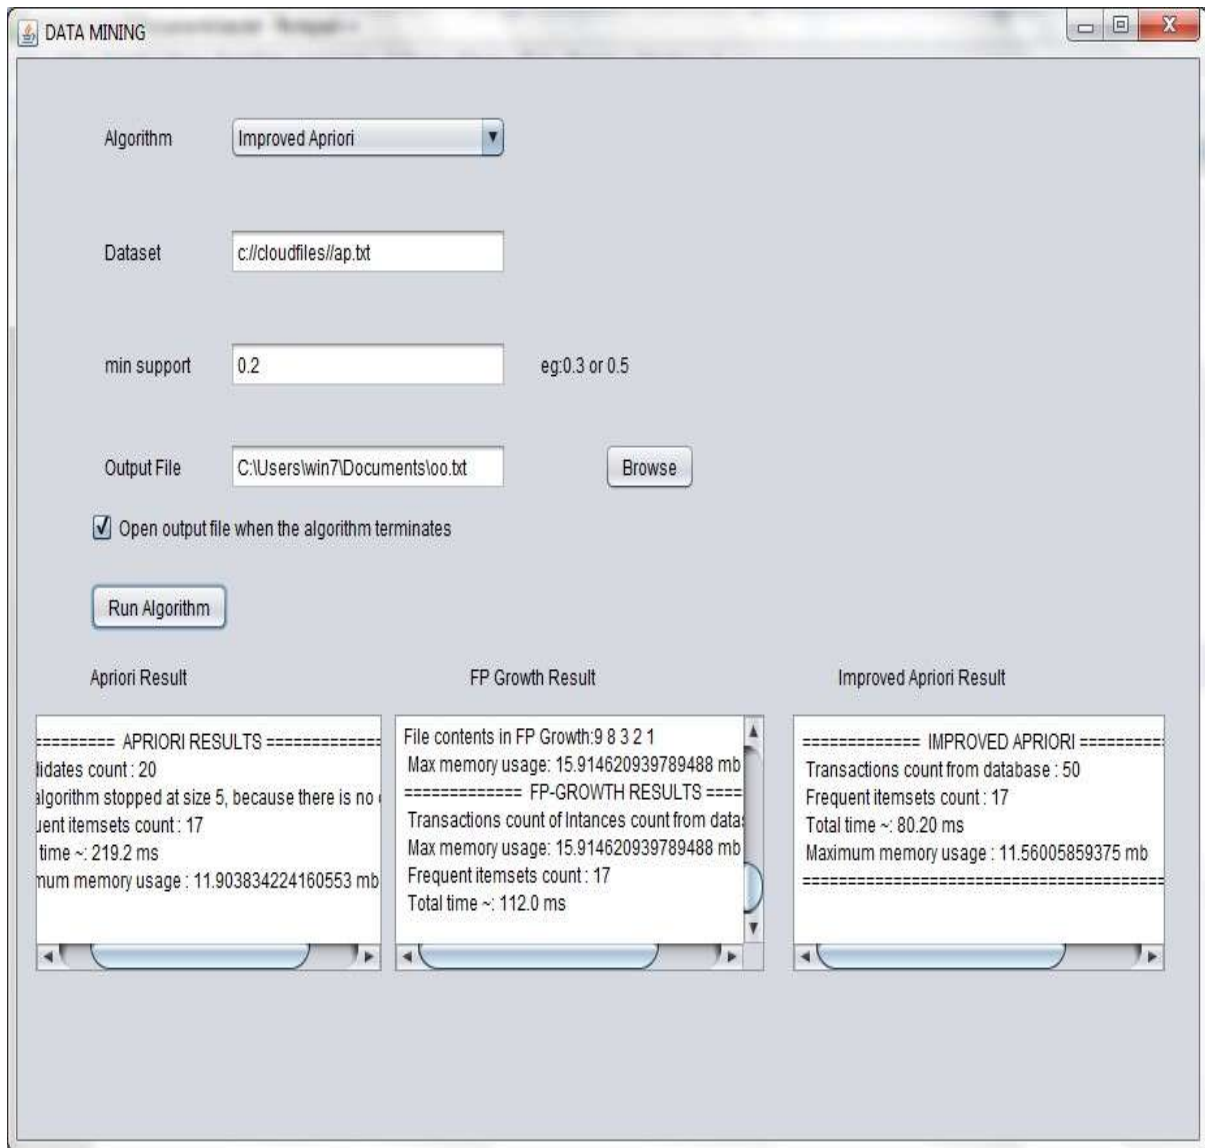 DATA MINING
Algorithm
Improved Apriori
Dataset
c://cloudfiles//ap.txt
min support
0.2
eg:0.3 or 0.5
Output File
C:\Users\win7\Documents\oo.txt
Browse
Open output file when the algorithm terminates
Run Algorithm
Apriori Result
FP Growth Result
Improved Apriori Result
========= APRIORI RESULTS =============
lidates count : 20
algorithm stopped at size 5, because there is no
uent itemsets count : 17
time ~: 219.2 ms
mum memory usage : 11.903834224160553 mb
File contents in FP Growth:9 8 3 2 1
Max memory usage: 15.914620939789488 mb
============= FP-GROWTH RESULTS ====
Transactions count of Intances count from data
Max memory usage: 15.914620939789488 mb
Frequent itemsets count : 17
Total time ~: 112.0 ms
============= IMPROVED APRIORI =========
Transactions count from database : 50
Frequent itemsets count : 17
Total time ~: 80.20 ms
Maximum memory usage : 11.56005859375 mb
========================================